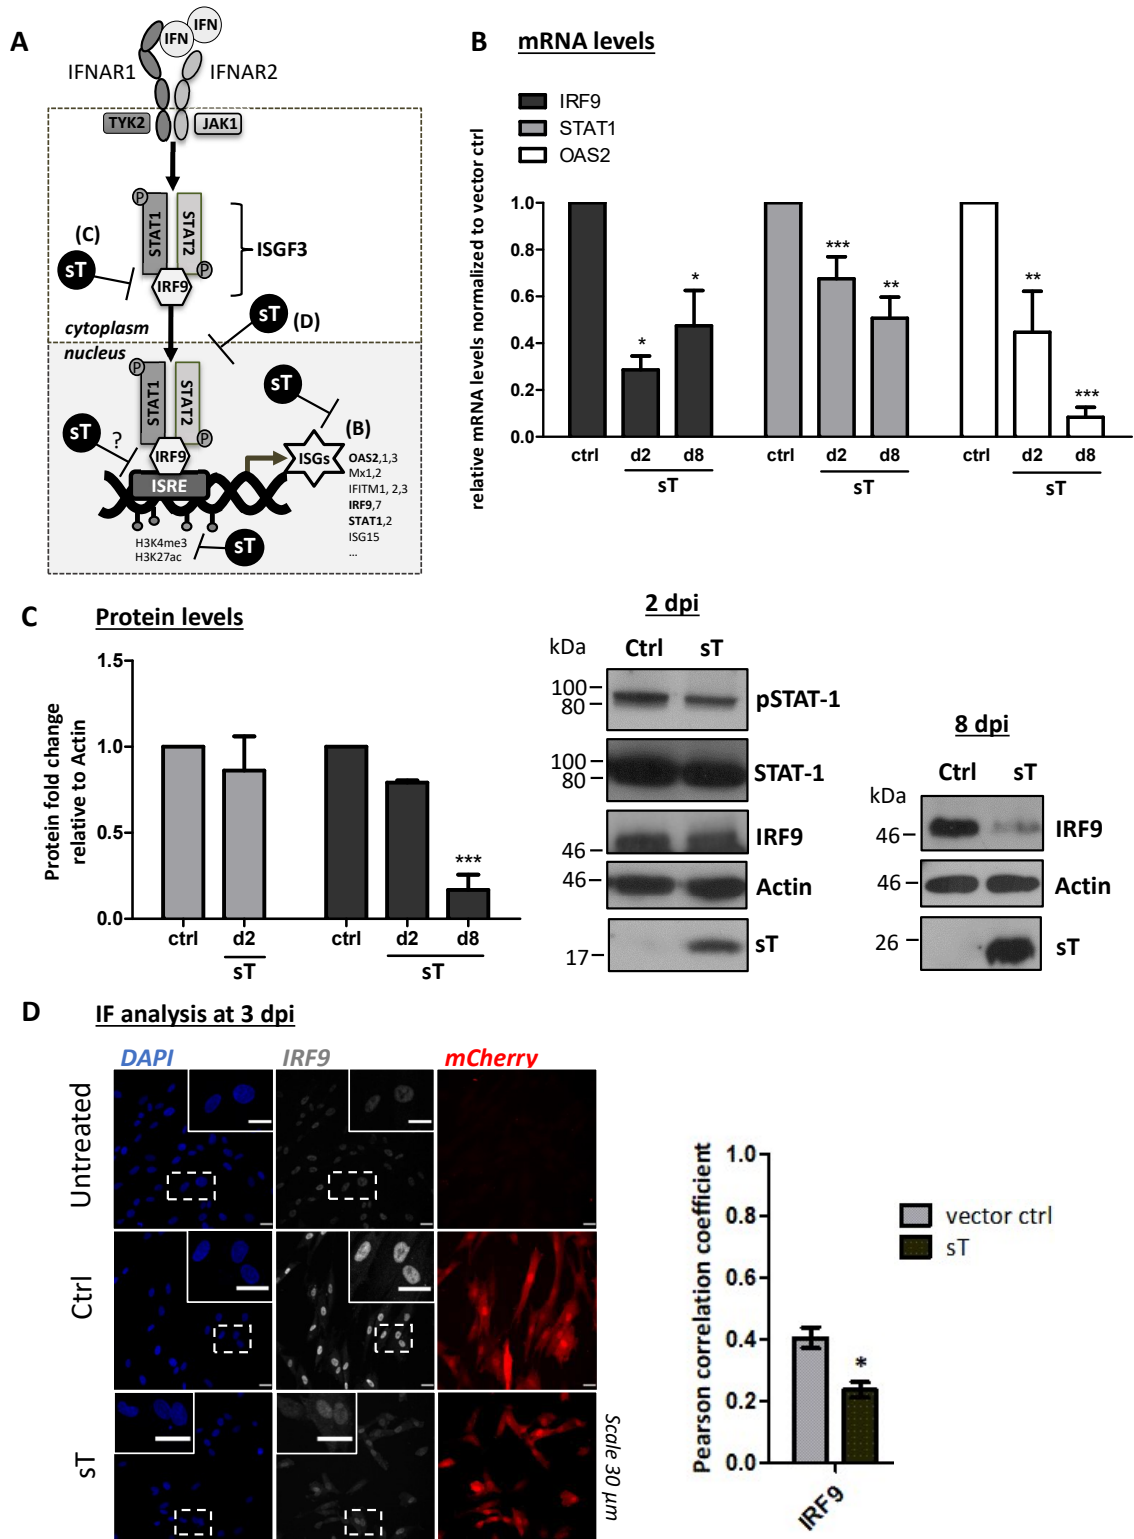 A
IFN
IFN
IFNAR1
IFNAR2
TYK2
JAK1
P
STAT1
STAT2
(C)
sT
ISGF3
P
IRF9
sT
(D)
cytoplasm
nucleus
P
STAT1
STAT2
sT
sT
?
P
IRF9
(B)
ISGs
ISRE
OAS2,1,3
Mx1,2
IFITM1, 2,3
IRF9,7
STAT1,2
ISG15
...
H3K4me3
H3K27ac
sT
B mRNA levels
IRF9
STAT1
OAS2
relative mRNA levels normalized to vector ctrl
1.0
0.8
0.6
0.4
0.2
0.0
* * *** ** ** ***
ctrl d2 d8 ctrl d2 d8 ctrl d2 d8
sT sT sT
C Protein levels
Protein fold change
relative to Actin
1.5
1.0
0.5
0.0
***
ctrl d2 ctrl d2 d8
sT sT
2 dpi
kDa Ctrl sT
100
80
pSTAT-1
100
80
STAT-1
46
IRF9
46
Actin
17
sT
8 dpi
Ctrl sT
kDa
46
IRF9
46
Actin
26
sT
D IF analysis at 3 dpi
DAPI IRF9 mCherry
Untreated
Ctrl
sT
Scale 30 μm
Pearson correlation coefficient
1.0
0.8
0.6
0.4
0.2
0.0
*
IRF9
vector ctrl
sT